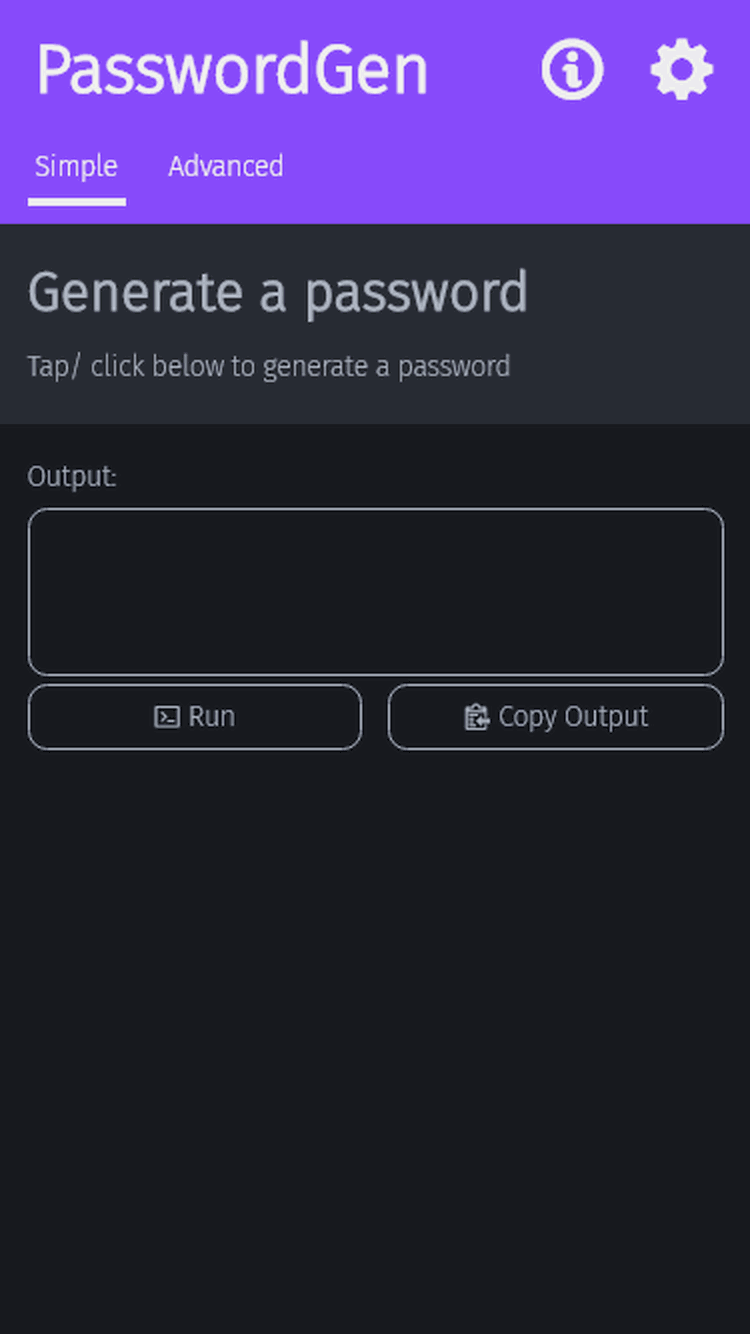 PasswordGen
Simple Advanced
Generate a password
Tap/ click below to generate a password
Output:
Run Copy Output